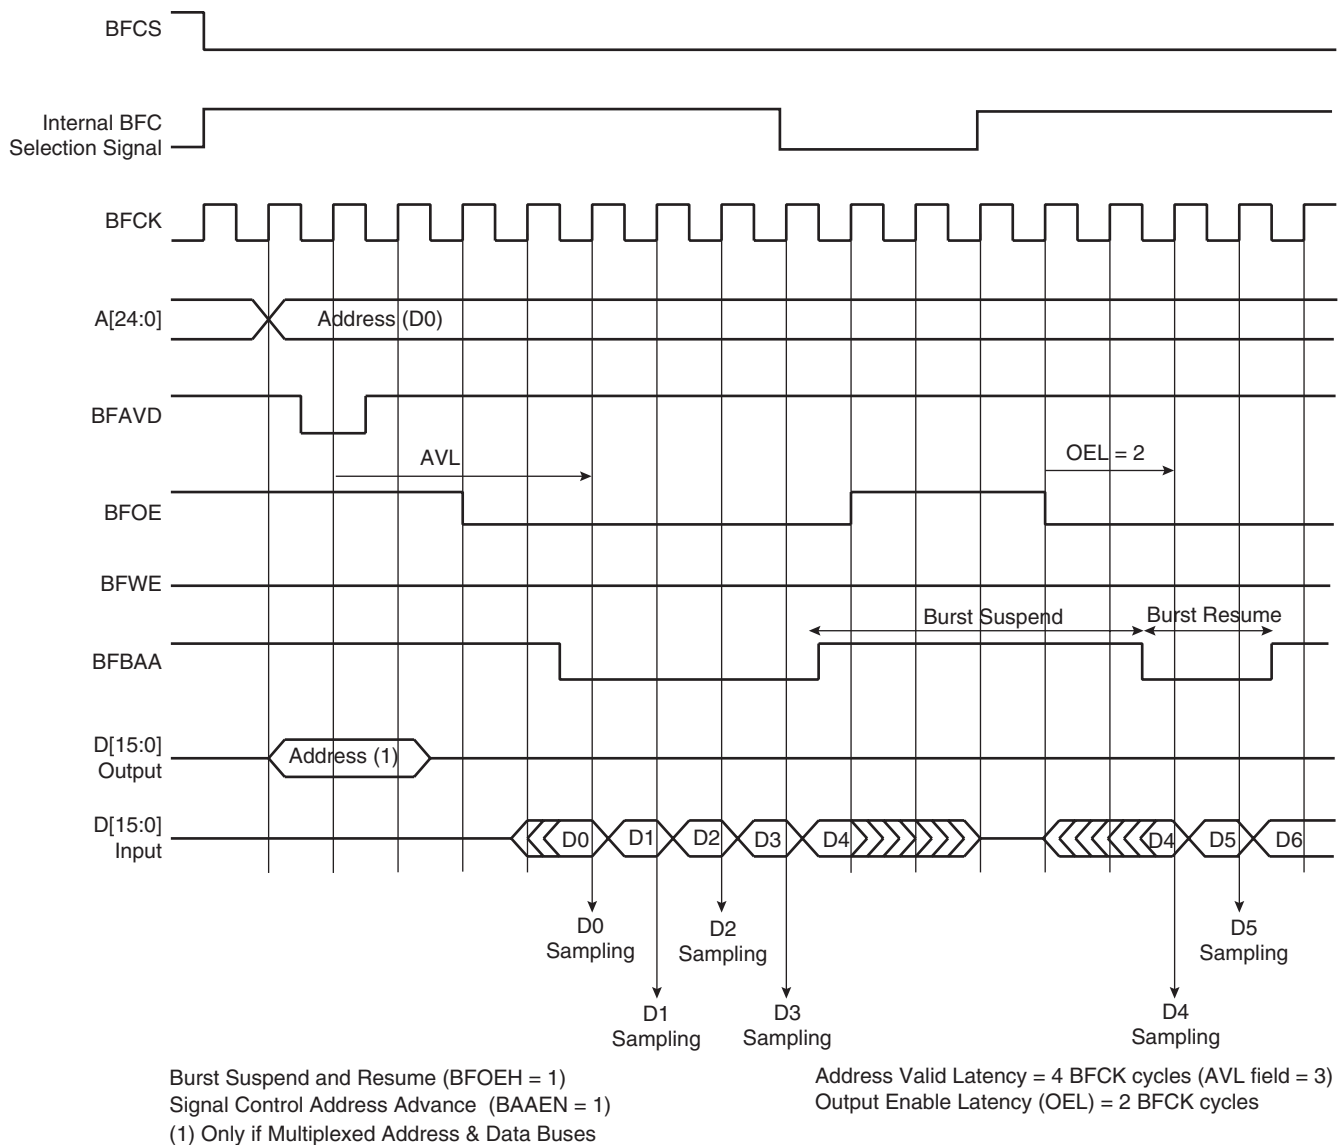 BFCS
Internal BFC
Selection Signal
BFCK
A[24:0]
Address (D0)
BFAVD
AVL
OEL = 2
BFOE
BFWE
Burst Suspend
Burst Resume
BFBAA
D[15:0]
Output
Address (1)
D[15:0]
Input
D0
D1
D2
D3
D4
D4
D5
D6
D0
Sampling
D2
Sampling
D5
Sampling
D1
Sampling
D3
Sampling
D4
Sampling
Burst Suspend and Resume (BFOEH = 1)
Signal Control Address Advance (BAAEN = 1)
(1) Only if Multiplexed Address & Data Buses
Address Valid Latency = 4 BFCK cycles (AVL field = 3)
Output Enable Latency (OEL) = 2 BFCK cycles